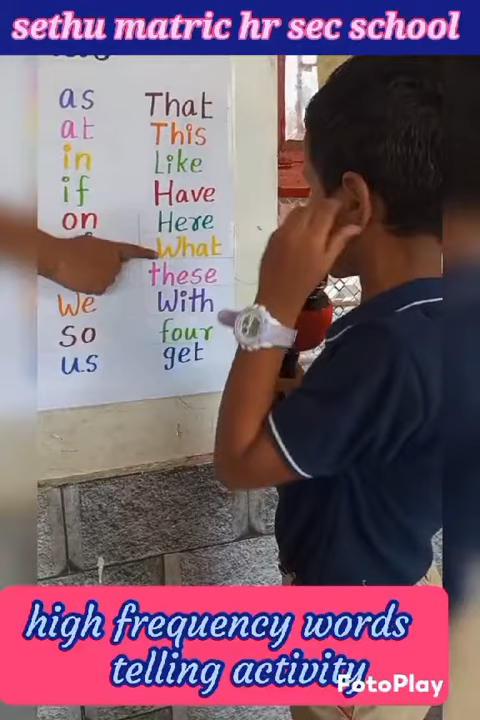 sethu matric hr sec school
as That
at This
in Like
if Have
on Here
What
these
We With
so four
us get
high frequency words
telling activity
FotoPlay